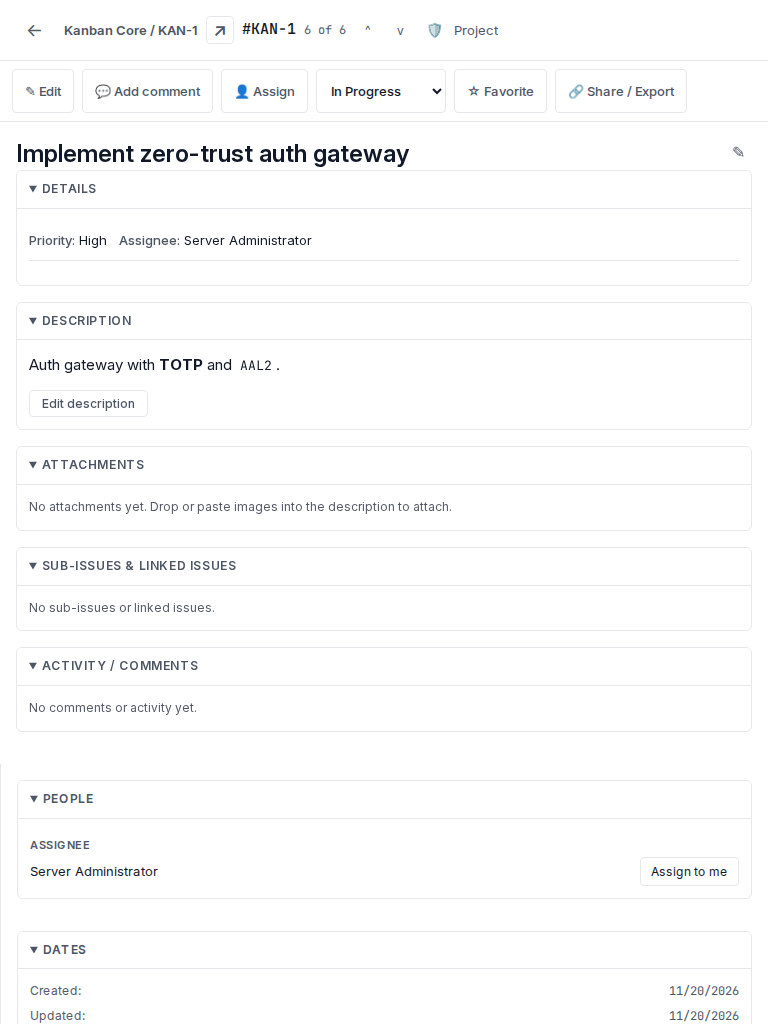 ← Kanban Core / KAN-1 #KAN-1 6 of 6 ^ v 🛡️ Project
✎ Edit 💬 Add comment 👤 Assign In Progress ☆ Favorite 🔗 Share / Export
Implement zero-trust auth gateway ✎
▼ DETAILS
Priority: High Assignee: Server Administrator
▼ DESCRIPTION
Auth gateway with TOTP and AAL2.
Edit description
▼ ATTACHMENTS
No attachments yet. Drop or paste images into the description to attach.
▼ SUB-ISSUES & LINKED ISSUES
No sub-issues or linked issues.
▼ ACTIVITY / COMMENTS
No comments or activity yet.
▼ PEOPLE
ASSIGNEE
Server Administrator Assign to me
▼ DATES
Created: 11/20/2026
Updated: 11/20/2026